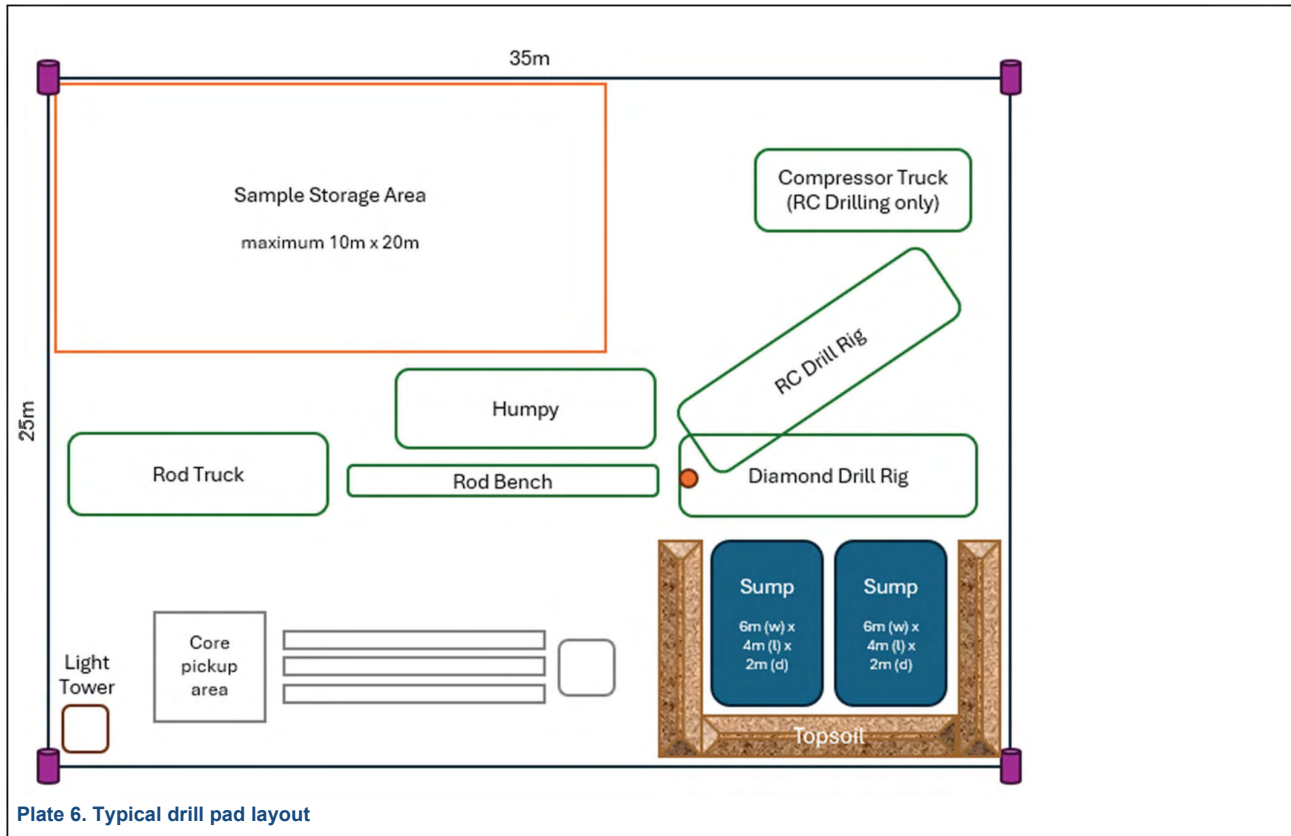 35m
Sample Storage Area
maximum 10m x 20m
Compressor Truck
(RC Drilling only)
RC Drill Rig
25m
Humpy
Rod Truck
Rod Bench
Diamond Drill Rig
Sump
6m (w) x
4m (l) x
2m (d)
Sump
6m (w) x
4m (l) x
2m (d)
Core
pickup
area
Light
Tower
Topsoil
Plate 6. Typical drill pad layout